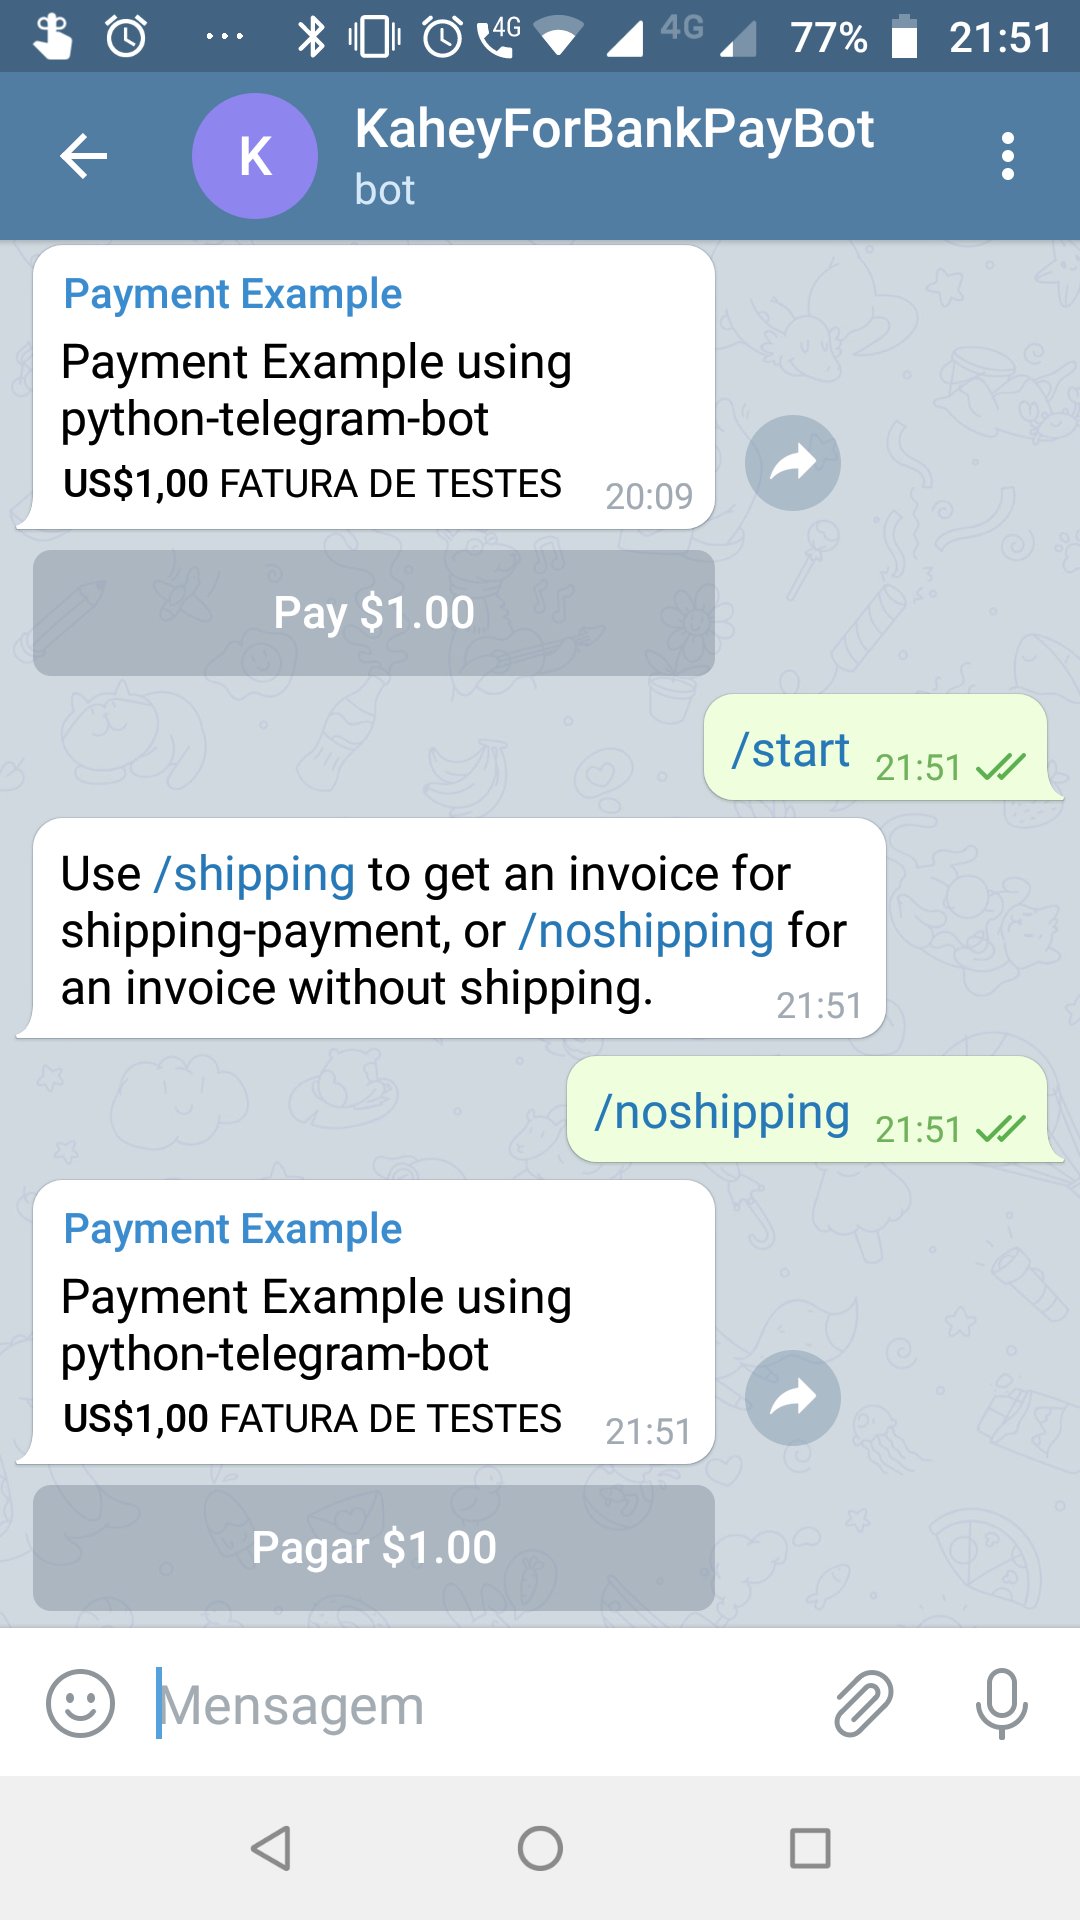 4G 4G 77% 21:51
K
KaheyForBankPayBot
bot
Payment Example
Payment Example using
python-telegram-bot
US$1,00 FATURA DE TESTES 20:09
Pay $1.00
/start 21:51
Use /shipping to get an invoice for
shipping-payment, or /noshipping for
an invoice without shipping. 21:51
/noshipping 21:51
Payment Example
Payment Example using
python-telegram-bot
US$1,00 FATURA DE TESTES 21:51
Pagar $1.00
Mensagem